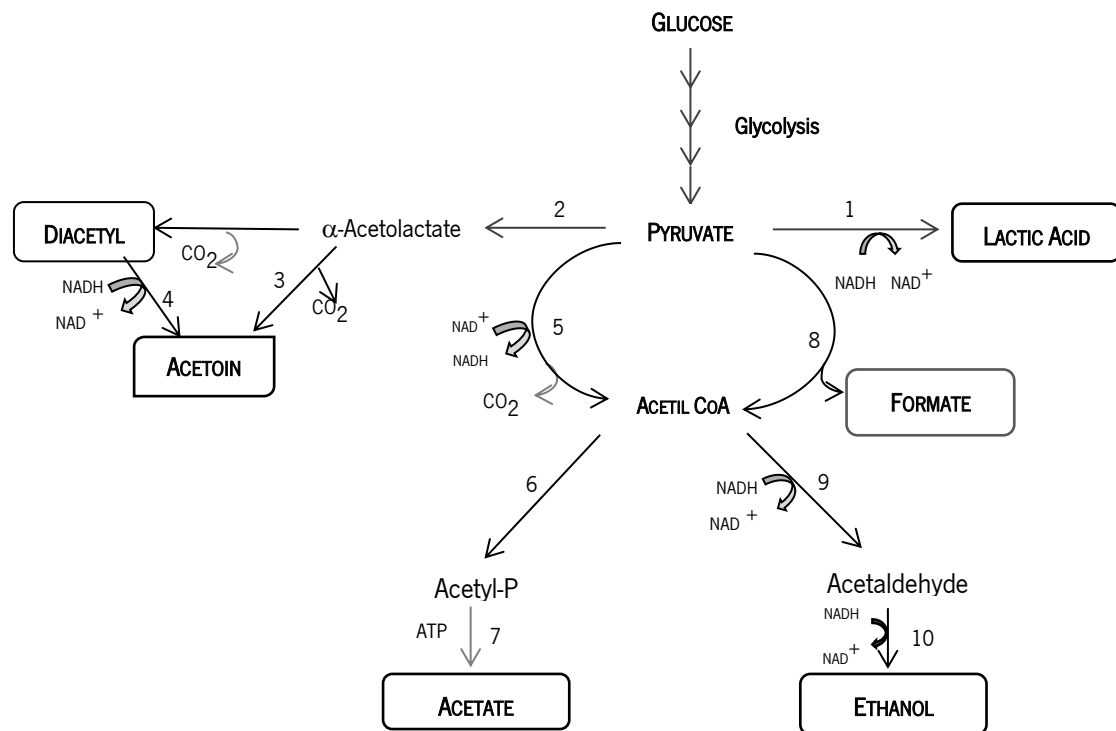 GLUCOSE
Glycolysis
DIACETYL
α-Acetolactate
2
PYRUVATE
1
LACTIC ACID
CO2
NADH
NAD+
NADH
NAD +
4
3
CO2
ACETOIN
NAD+
NADH
5
CO2
8
ACETIL COA
FORMATE
6
NADH
NAD +
9
Acetyl-P
Acetaldehyde
ATP
7
NADH
NAD+
10
ACETATE
ETHANOL